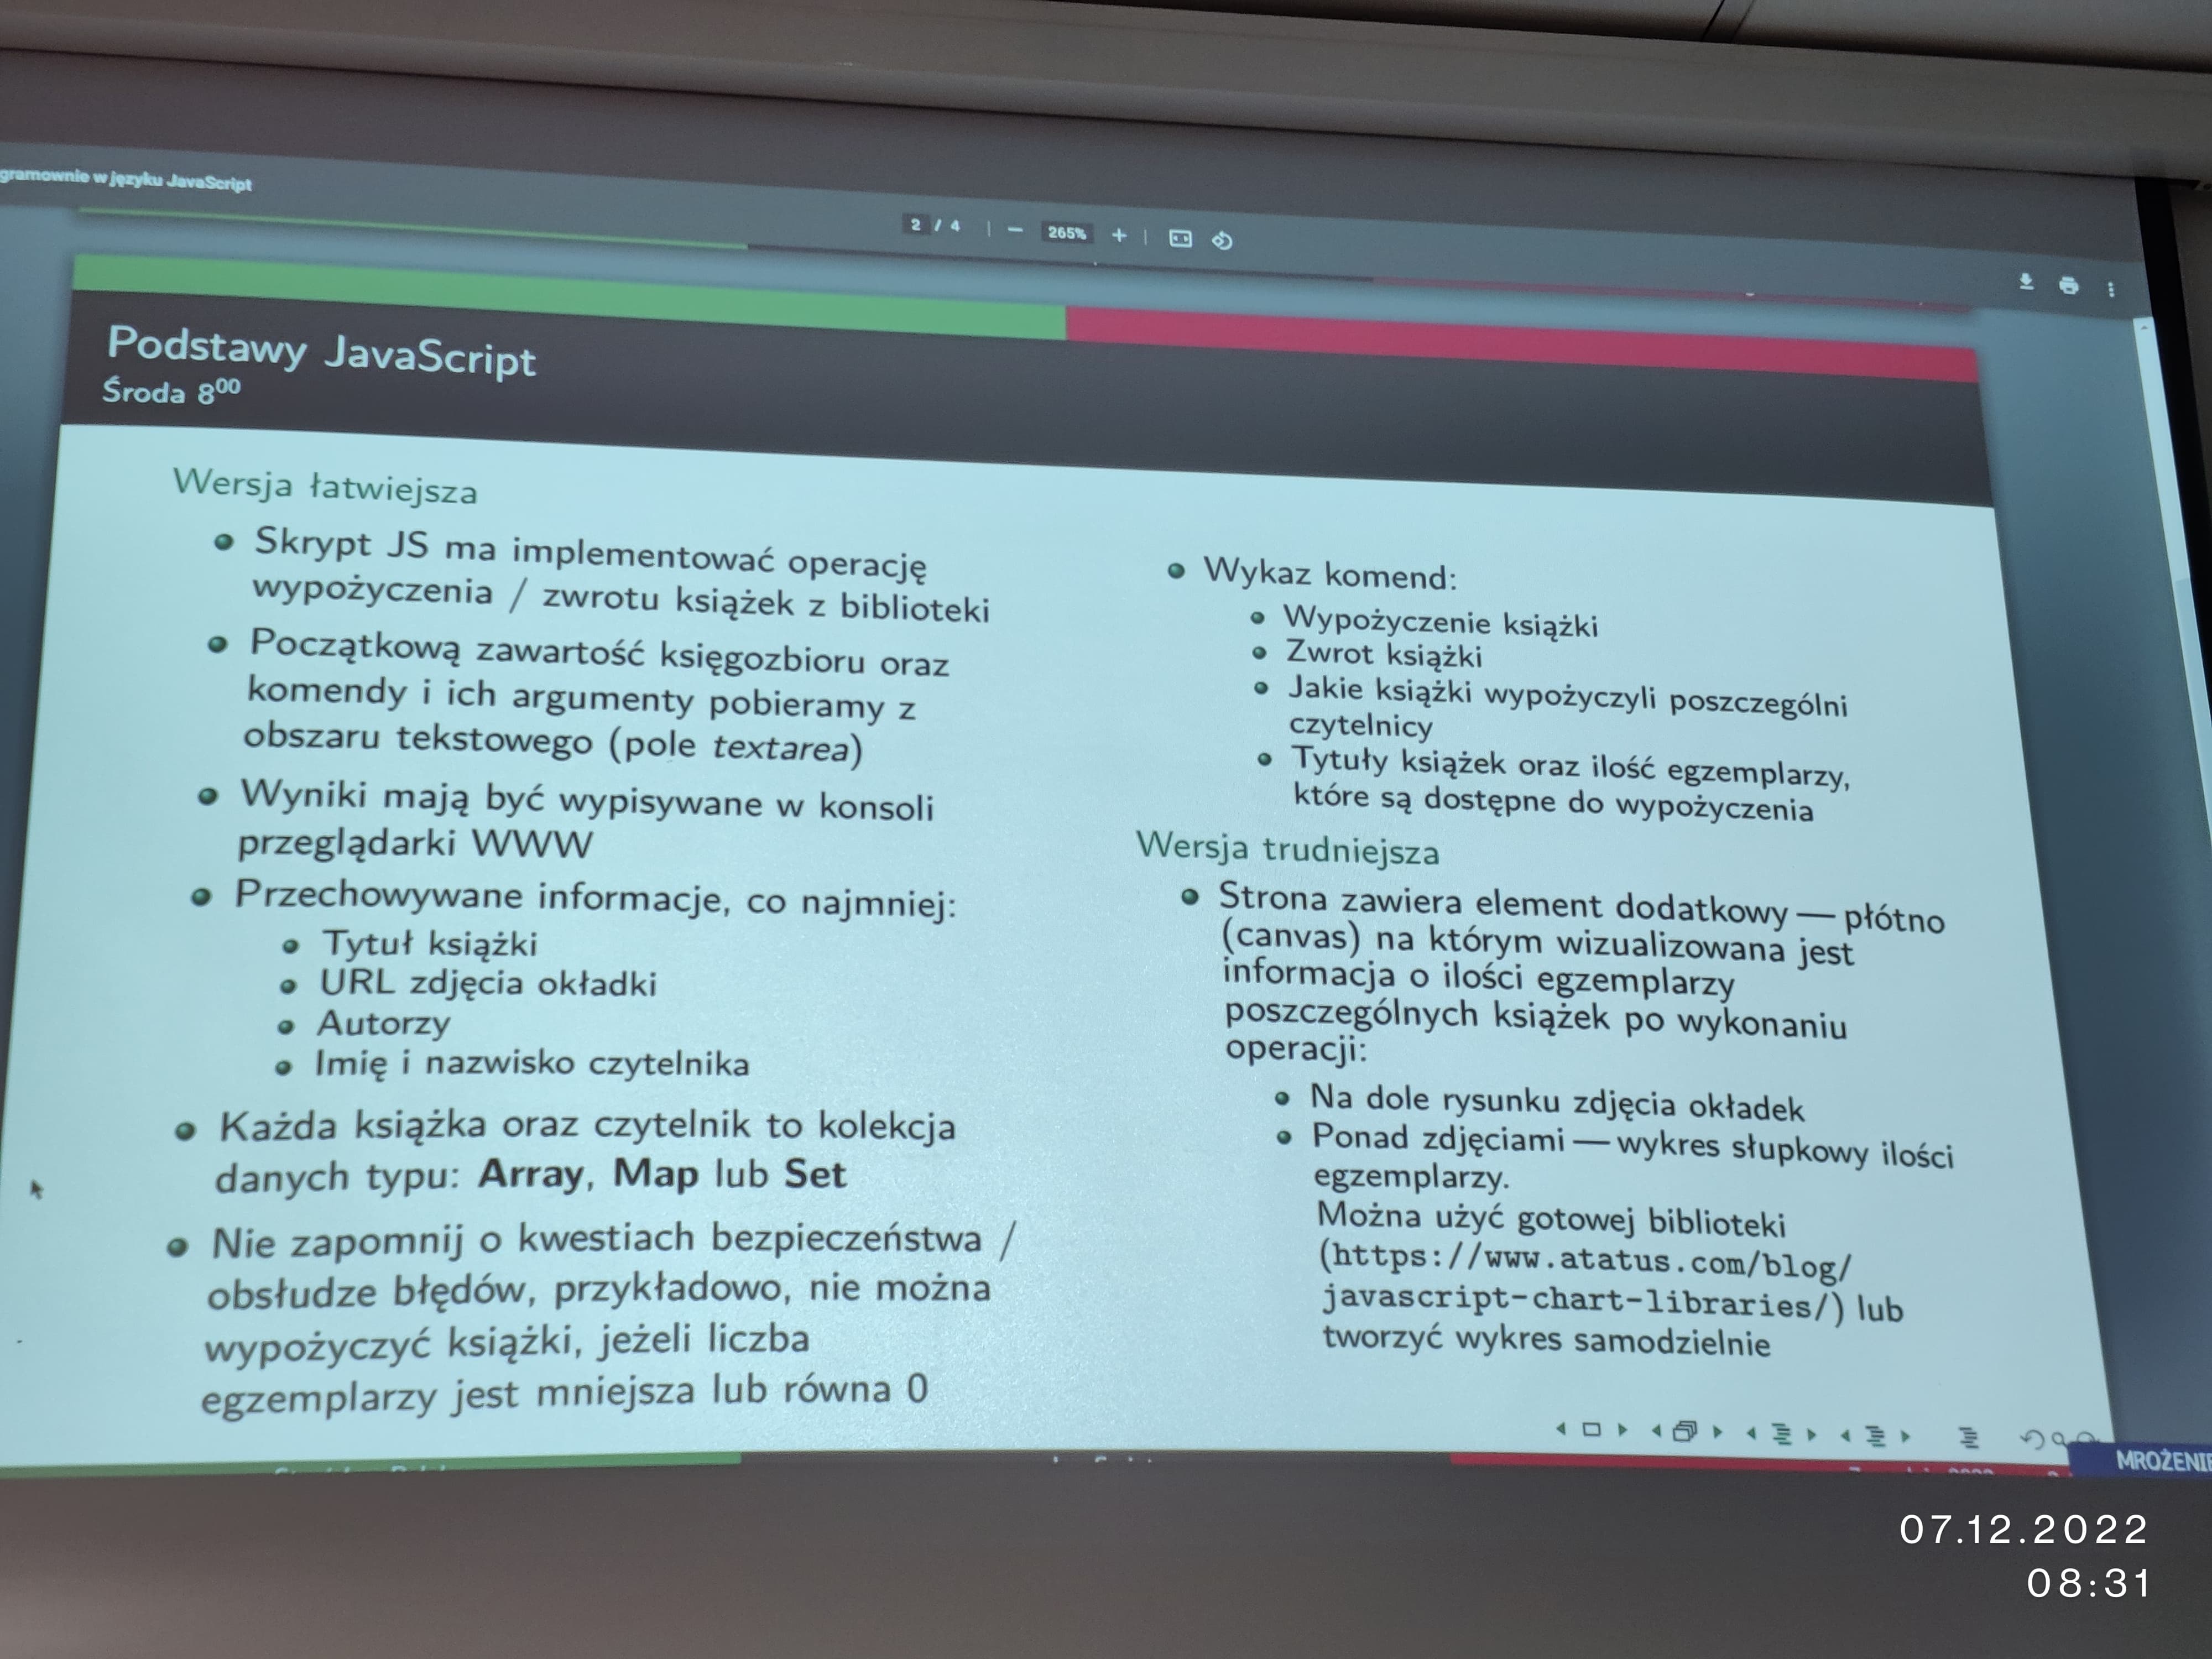 gramownie w języku JavaScript
2 / 4 | − 265% + |
Podstawy JavaScript
Środa 8⁰⁰
Wersja łatwiejsza
Skrypt JS ma implementować operację
wypożyczenia / zwrotu książek z biblioteki
Początkową zawartość księgozbioru oraz
komendy i ich argumenty pobieramy z
obszaru tekstowego (pole textarea)
Wyniki mają być wypisywane w konsoli
przeglądarki WWW
Przechowywane informacje, co najmniej:
Tytuł książki
URL zdjęcia okładki
Autorzy
Imię i nazwisko czytelnika
Każda książka oraz czytelnik to kolekcja
danych typu: Array, Map lub Set
Nie zapomnij o kwestiach bezpieczeństwa /
obsłudze błędów, przykładowo, nie można
wypożyczyć książki, jeżeli liczba
egzemplarzy jest mniejsza lub równa 0
Wykaz komend:
Wypożyczenie książki
Zwrot książki
Jakie książki wypożyczyli poszczególni
czytelnicy
Tytuły książek oraz ilość egzemplarzy,
które są dostępne do wypożyczenia
Wersja trudniejsza
Strona zawiera element dodatkowy — płótno
(canvas) na którym wizualizowana jest
informacja o ilości egzemplarzy
poszczególnych książek po wykonaniu
operacji:
Na dole rysunku zdjęcia okładek
Ponad zdjęciami — wykres słupkowy ilości
egzemplarzy.
Można użyć gotowej biblioteki
(https://www.atatus.com/blog/
javascript-chart-libraries/) lub
tworzyć wykres samodzielnie
MROŻENIE
07.12.2022
08:31